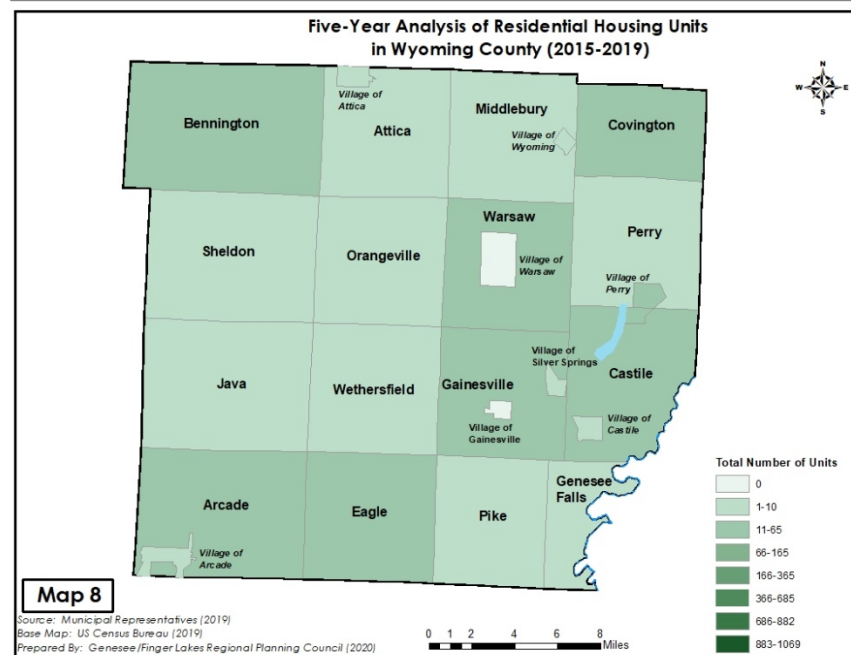 Five-Year Analysis of Residential Housing Units
in Wyoming County (2015-2019)
N
W E
S
Village of
Attica
Bennington
Attica
Middlebury
Village of
Wyoming
Covington
Sheldon
Orangeville
Warsaw
Village of
Warsaw
Perry
Village of
Perry
Java
Wethersfield
Gainesville
Village of
Silver Springs
Castile
Village of
Gainesville
Village of
Castile
Arcade
Village of
Arcade
Eagle
Pike
Genesee
Falls
Total Number of Units
0
1-10
11-65
66-165
166-365
366-685
686-882
883-1069
Map 8
Source: Municipal Representatives (2019)
Base Map: US Census Bureau (2019)
Prepared By: Genesee/Finger Lakes Regional Planning Council (2020)
0 1 2 4 6 8
Miles